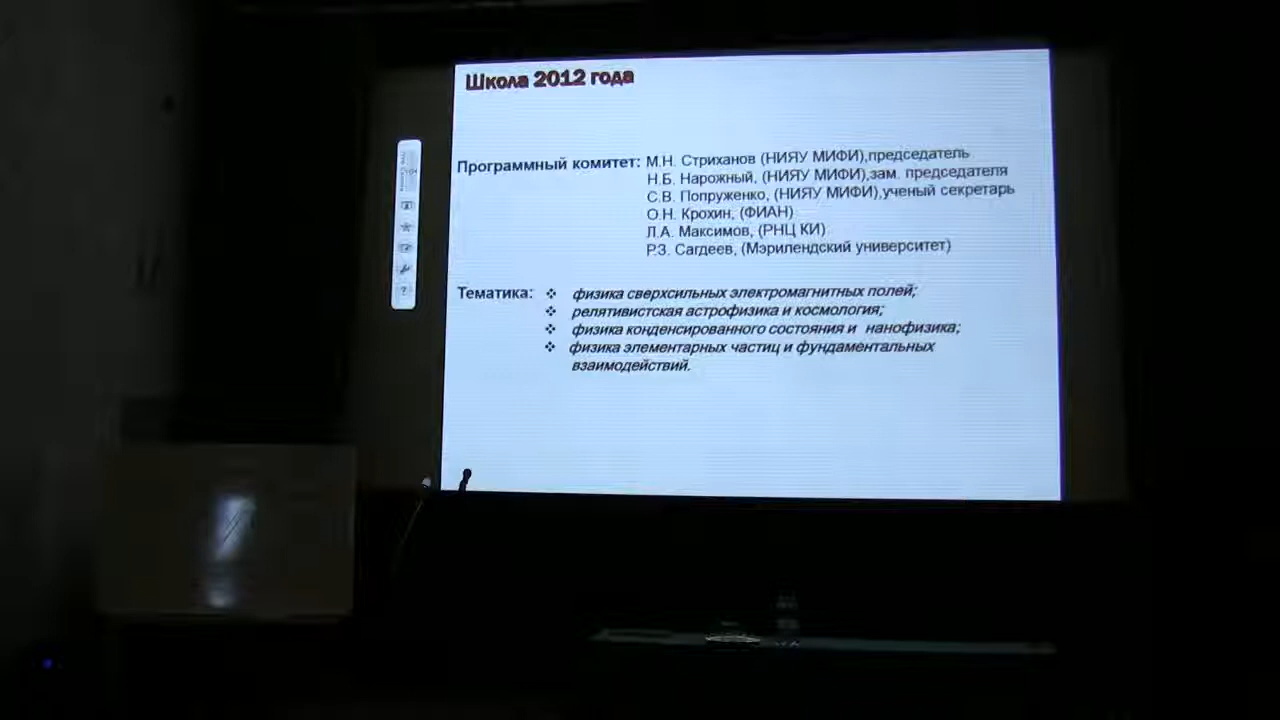 Школа 2012 года
Программный комитет: М.Н. Стриханов (НИЯУ МИФИ),председатель
Н.Б. Нарожный, (НИЯУ МИФИ),зам. председателя
С.В. Попруженко, (НИЯУ МИФИ),ученый секретарь
О.Н. Крохин, (ФИАН)
Л.А. Максимов, (РНЦ КИ)
Р.З. Сагдеев, (Мэрилендский университет)
Тематика: ❖ физика сверхсильных электромагнитных полей;
❖ релятивистская астрофизика и космология;
❖ физика конденсированного состояния и нанофизика;
❖ физика элементарных частиц и фундаментальных
взаимодействий.